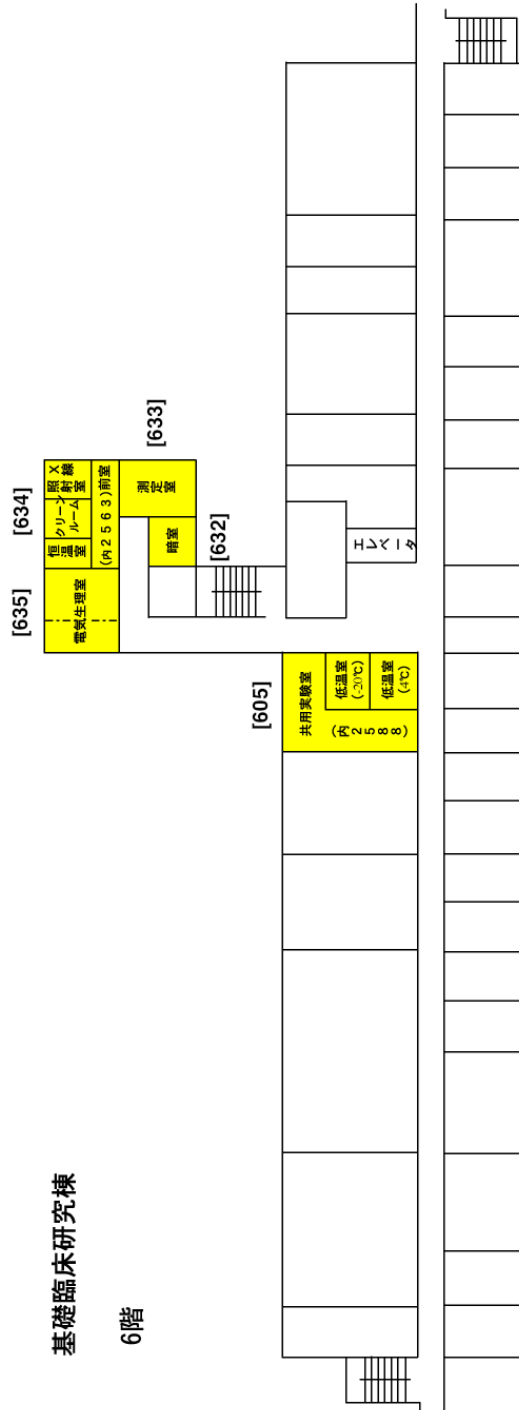 基礎臨床研究棟
6階
[635]
[634]
[633]
[632]
[605]
電気生理室
恒温室
クリーン
ルーム
X線
照射室
(内2563)前室
測定室
暗室
エレベータ
共用実験室
(内2588)
低温室
(-20℃)
低温室
(4℃)